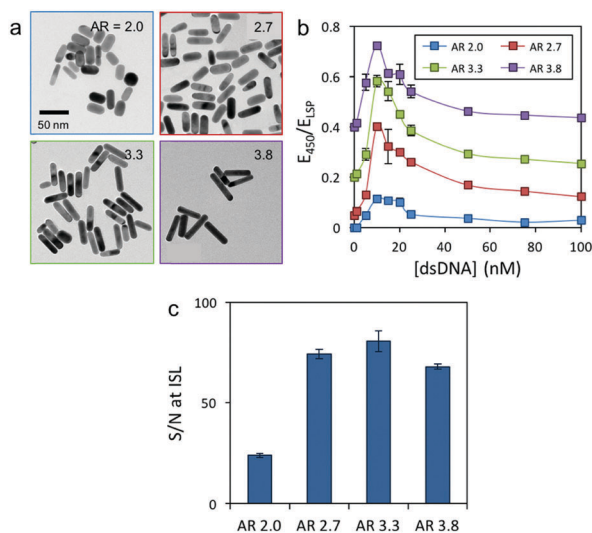 a
AR = 2.0
2.7
50 nm
3.3
3.8
b
E450/ELSP
0.8
0.6
0.4
0.2
0
AR 2.0
AR 2.7
AR 3.3
AR 3.8
0
20
40
60
80
100
[dsDNA] (nM)
c
S/N at ISL
100
50
0
AR 2.0
AR 2.7
AR 3.3
AR 3.8